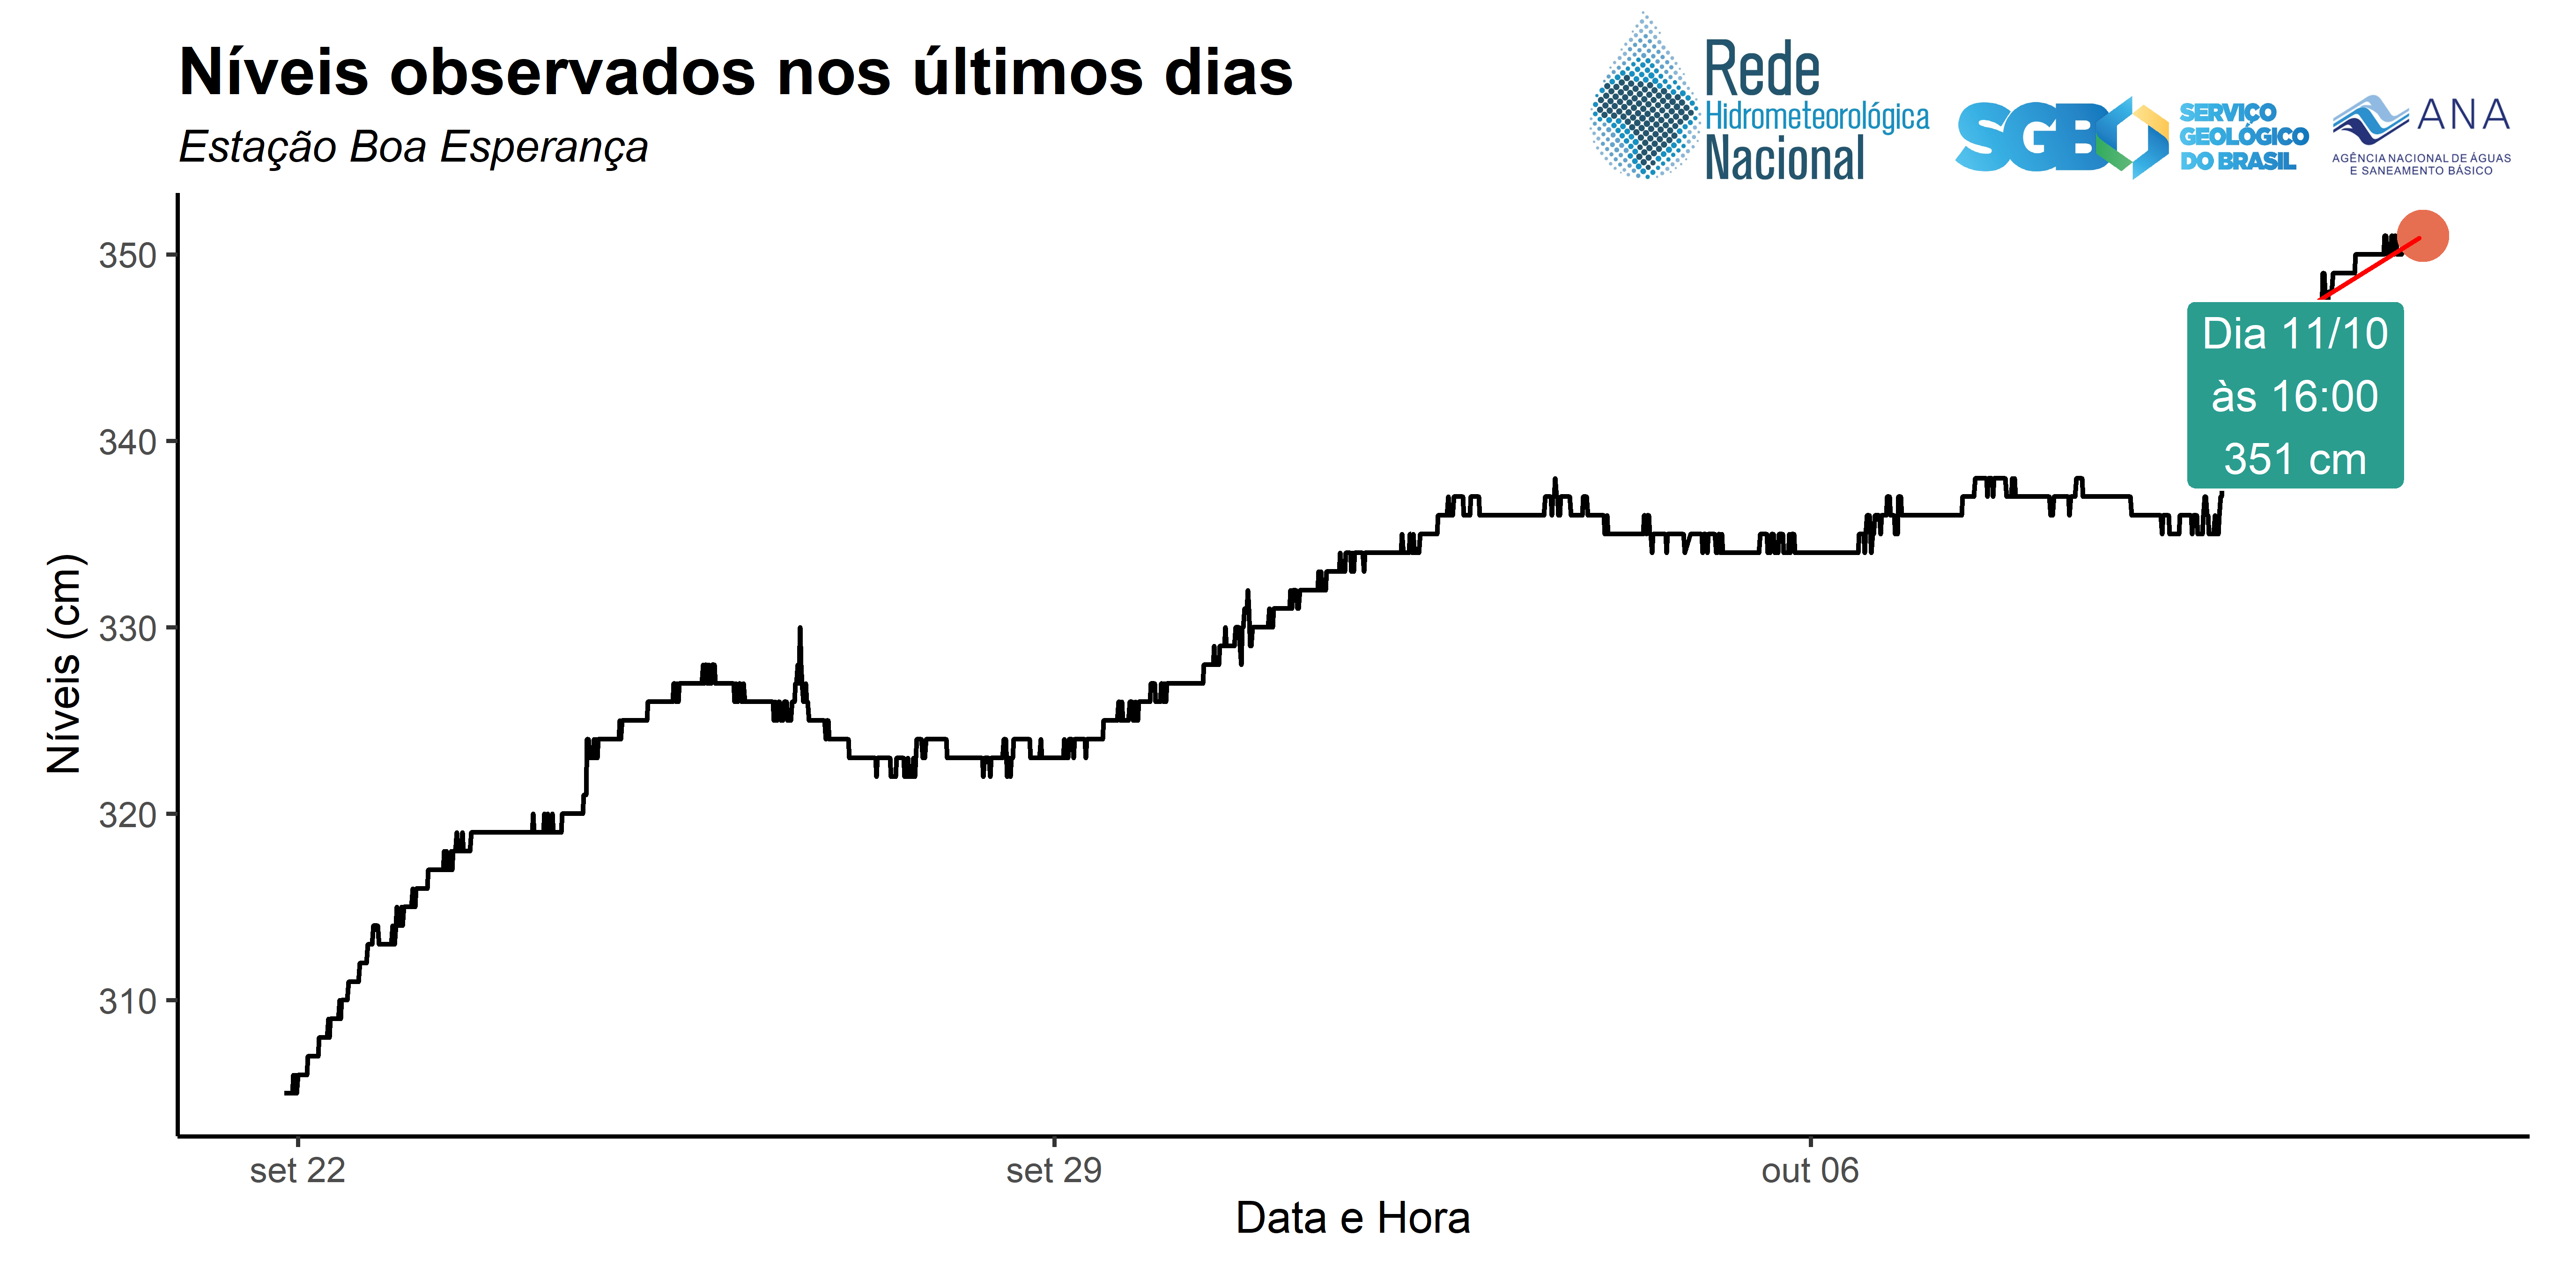 Níveis observados nos últimos dias
Estação Boa Esperança
Rede
Hidrometeorológica
Nacional
SGB
SERVIÇO
GEOLÓGICO
DO BRASIL
ANA
AGÊNCIA NACIONAL DE ÁGUAS
E SANEAMENTO BÁSICO
350
340
330
320
310
Níveis (cm)
Dia 11/10
às 16:00
351 cm
set 22
set 29
out 06
Data e Hora